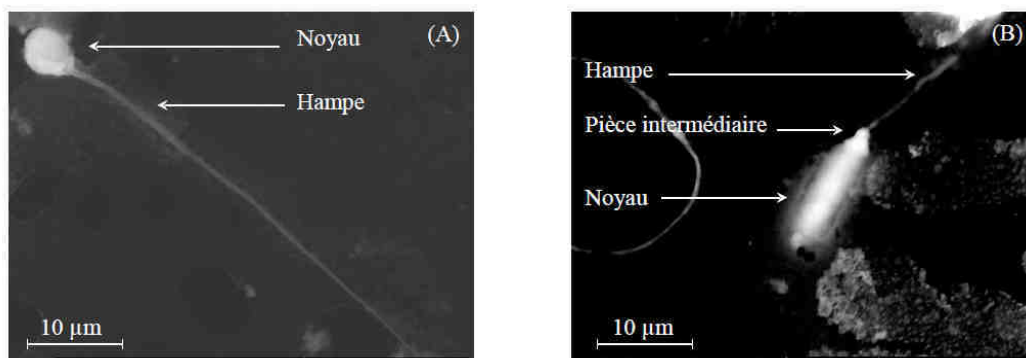 Noyau
(A)
Hampe
10 µm
(B)
Hampe
Pièce intermédiaire
Noyau
10 µm